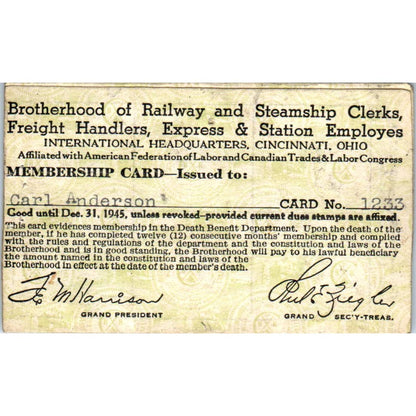 Brotherhood of Railway and Steamship Clerks,
Freight Handlers, Express & Station Employes
INTERNATIONAL HEADQUARTERS, CINCINNATI, OHIO
Affiliated with American Federation of Labor and Canadian Trades & Labor Congress
MEMBERSHIP CARD—Issued to:
Carl Anderson CARD No. 1233
Good until Dec. 31, 1945, unless revoked—provided current dues stamps are affixed.
This card evidences membership in the Death Benefit Department. Upon the death of the
member, if he has completed twelve (12) consecutive months' membership and complied
with the rules and regulations of the department and the constitution and laws of the
Brotherhood and is in good standing, the Brotherhood will pay to his lawful beneficiary
the amount named in the constitution and laws of the
Brotherhood in effect at the date of the member's death.
Harrison Phil E Ziegler
GRAND PRESIDENT GRAND SEC'Y-TREAS.